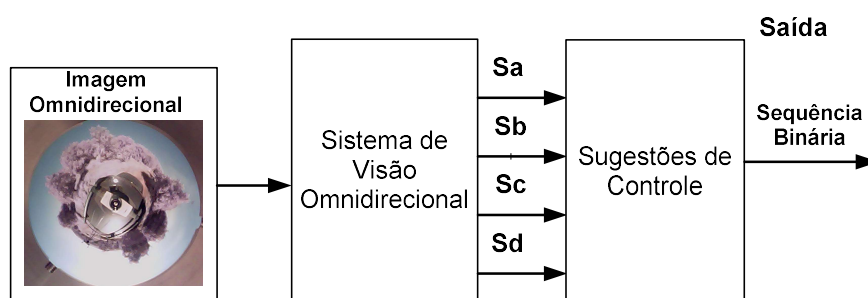 Imagem
Omnidirecional
Sistema de
Visão
Omnidirecional
Sa
Sb
Sc
Sd
Sugestões de
Controle
Saída
Sequência
Binária